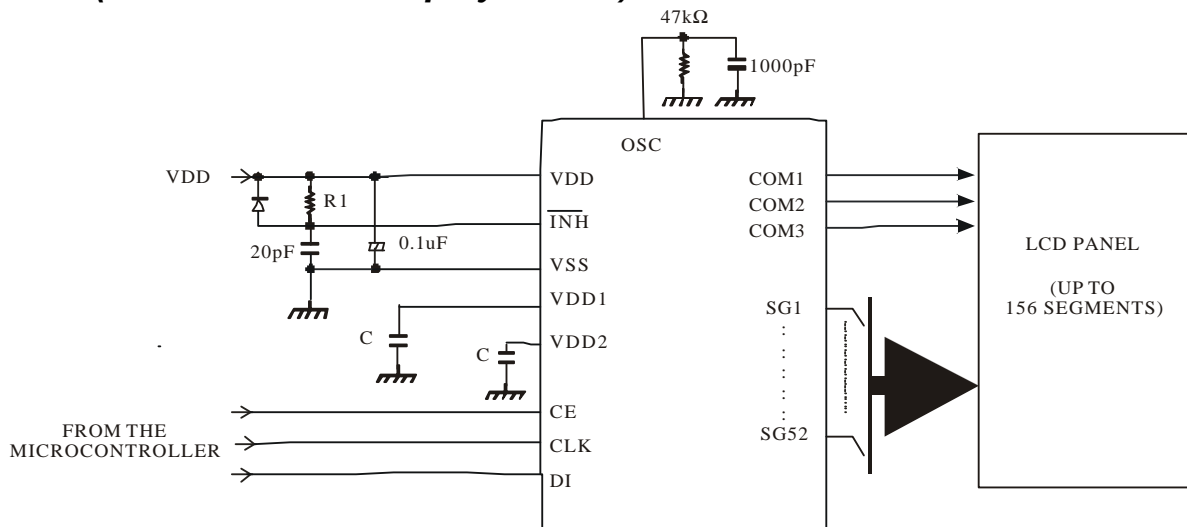 47kΩ
1000pF
OSC
VDD
VDD
R1
INH
20pF
0.1uF
VSS
VDD1
C
VDD2
C
CE
FROM THE
MICROCONTROLLER
CLK
DI
COM1
COM2
COM3
SG1
SG52
LCD PANEL
(UP TO
156 SEGMENTS)